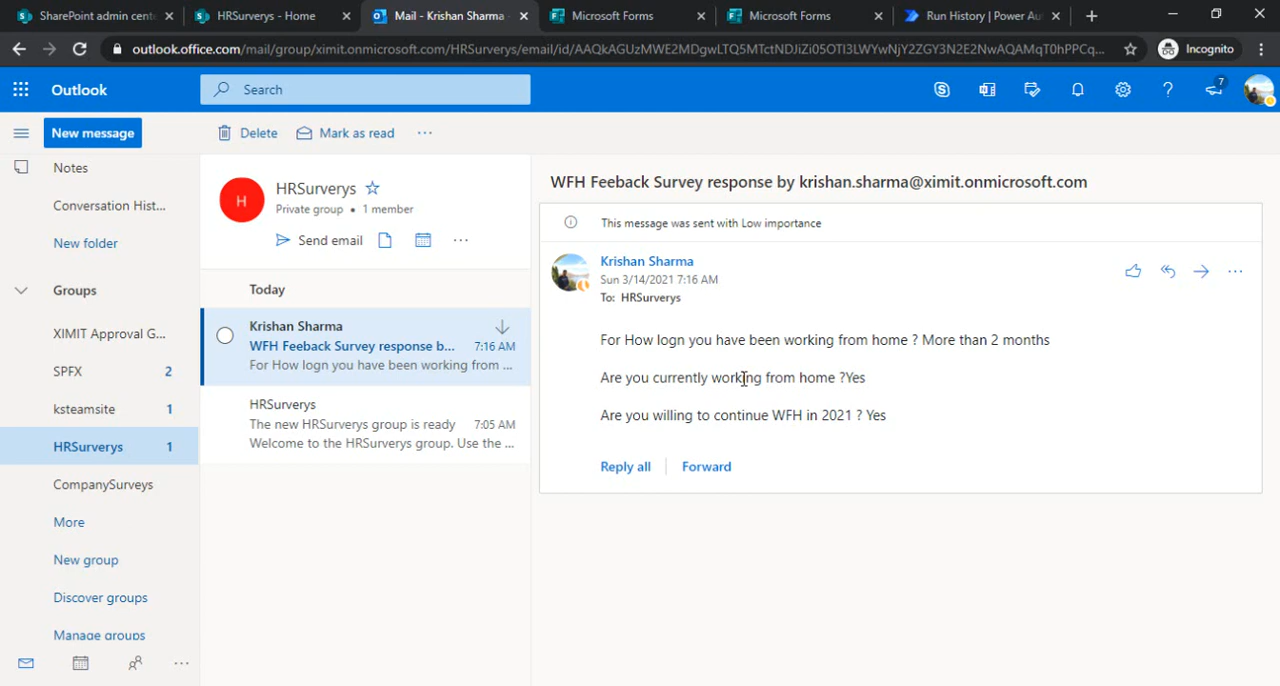 SharePoint admin cent
HRSurverys - Home
Mail - Krishan Sharma -
Microsoft Forms
Microsoft Forms
Run History | Power Au
outlook.office.com/mail/group/ximit.onmicrosoft.com/HRSurverys/email/id/AAQkAGUzMWE2MDgwLTQ5MTctNDJiZi05OTI3LWYwNjY2ZGY3N2E2NwAQAMqT0hPPCq...
Incognito
Outlook
Search
7
New message
Delete
Mark as read
Notes
Conversation Hist...
New folder
Groups
XIMIT Approval G...
SPFX 2
ksteamsite 1
HRSurverys 1
CompanySurveys
More
New group
Discover groups
Manage groups
H
HRSurverys
Private group • 1 member
Send email
Today
Krishan Sharma
WFH Feeback Survey response b... 7:16 AM
For How logn you have been working from ...
HRSurverys
The new HRSurverys group is ready 7:05 AM
Welcome to the HRSurverys group. Use the ...
WFH Feeback Survey response by krishan.sharma@ximit.onmicrosoft.com
This message was sent with Low importance
Krishan Sharma
Sun 3/14/2021 7:16 AM
To: HRSurverys
For How logn you have been working from home ? More than 2 months
Are you currently working from home ?Yes
Are you willing to continue WFH in 2021 ? Yes
Reply all
Forward